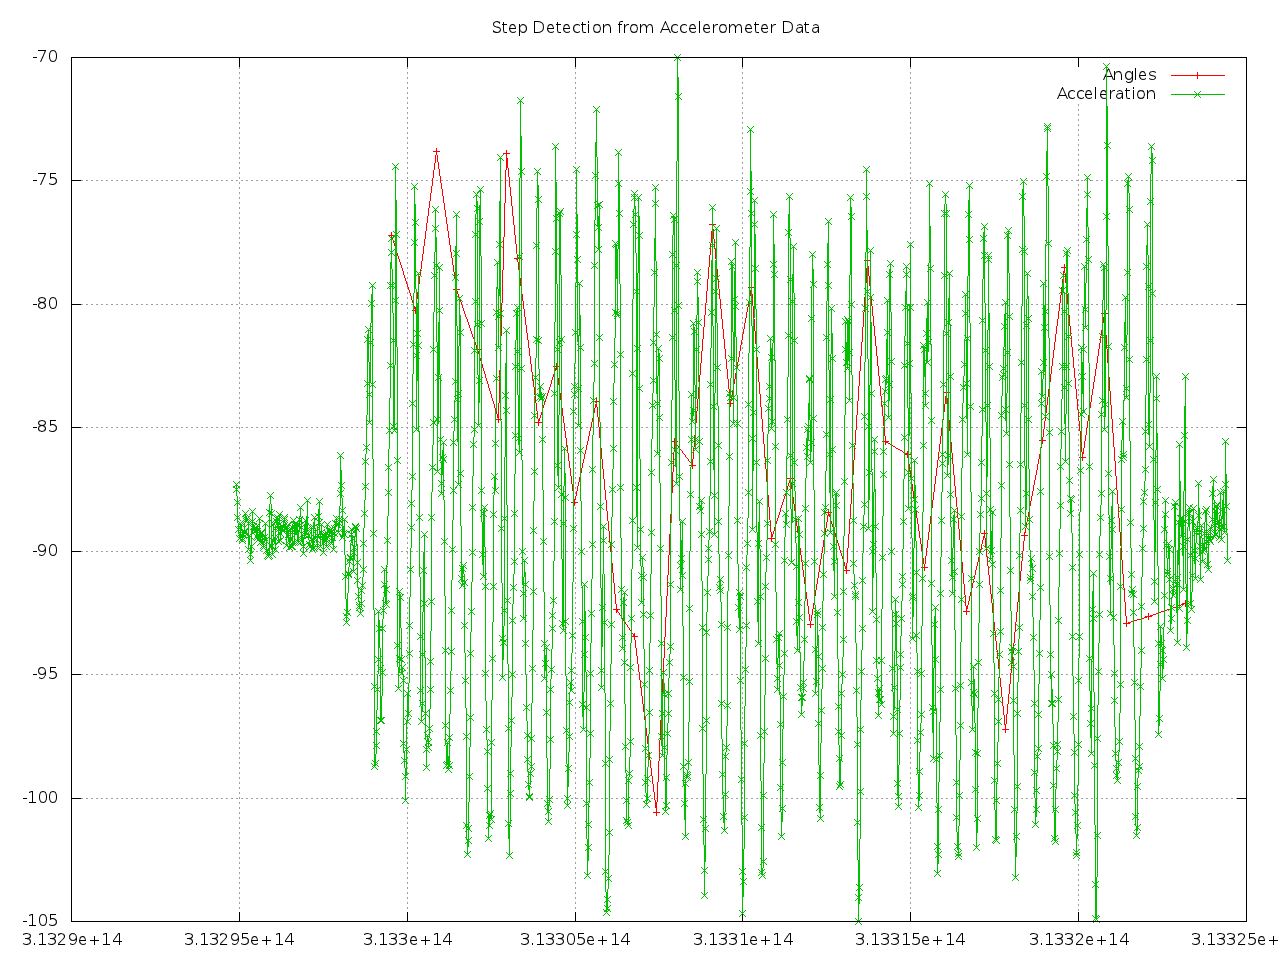 Step Detection from Accelerometer Data
-70
Angles
Acceleration
-75
-80
-85
-90
-95
-100
-105
3.1329e+14 3.13295e+14 3.133e+14 3.13305e+14 3.1331e+14 3.13315e+14 3.1332e+14 3.13325e+